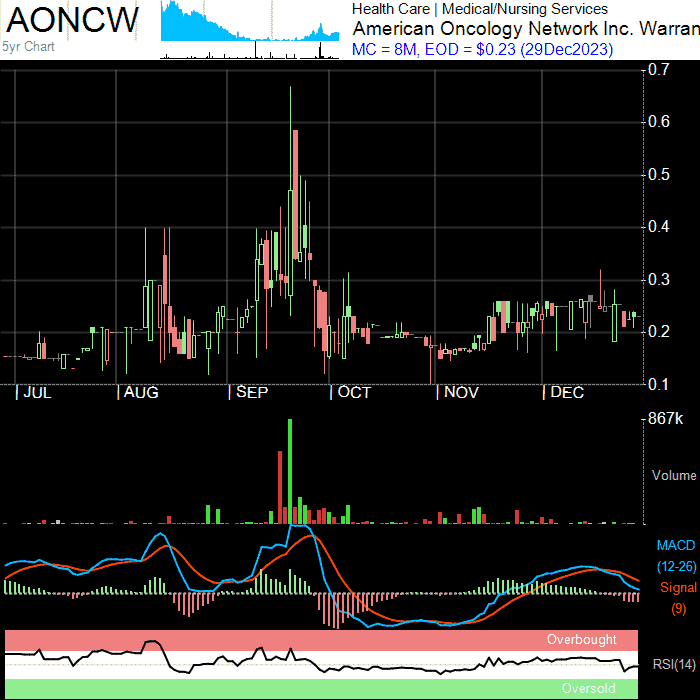 AONCW
5yr Chart
Health Care | Medical/Nursing Services
American Oncology Network Inc. Warran
MC = 8M, EOD = $0.23 (29Dec2023)
0.7
0.6
0.5
0.4
0.3
0.2
0.1
JUL AUG SEP OCT NOV DEC
867k
Volume
MACD
(12-26)
Signal
(9)
Overbought
RSI(14)
Oversold